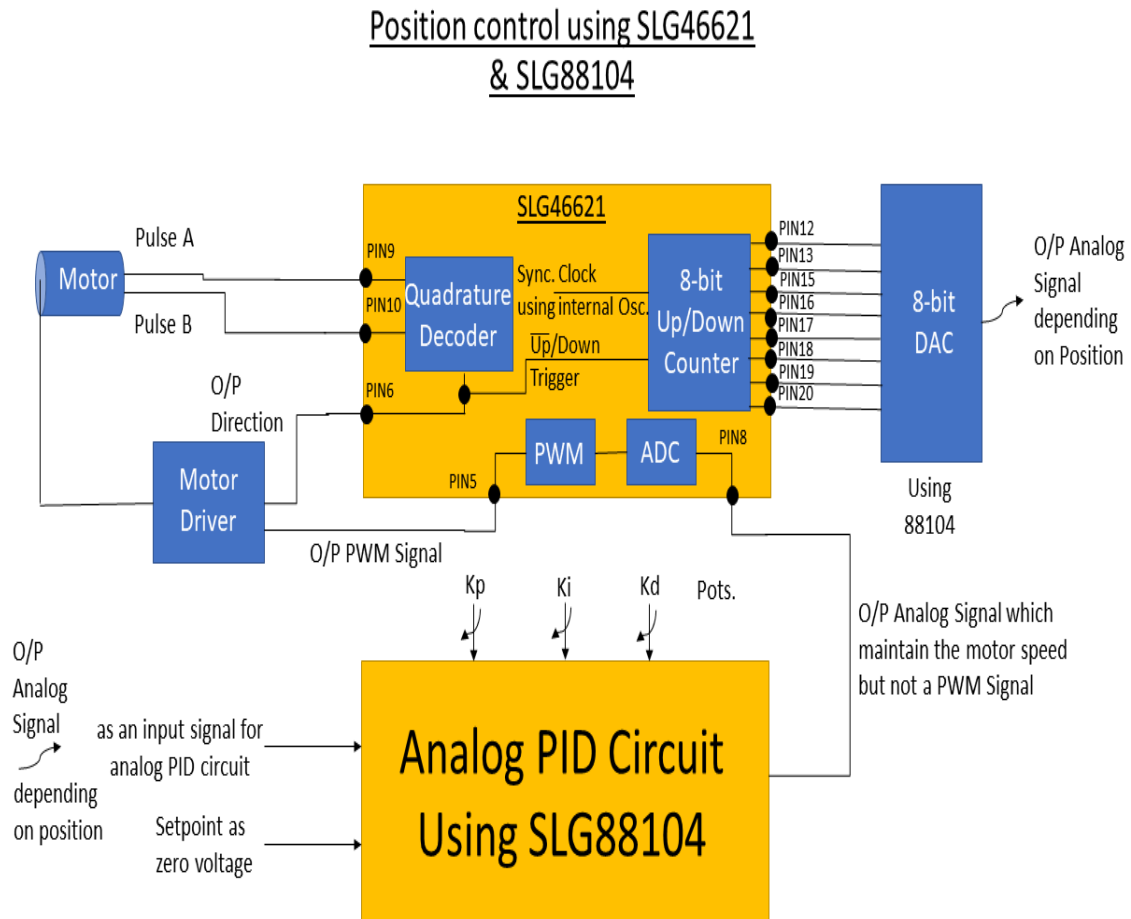 Position control using SLG46621
& SLG88104
SLG46621
Pulse A
Motor
Pulse B
PIN9
PIN10
Quadrature
Decoder
Sync. Clock
using internal Osc.
U̅p̅/Down
Trigger
8-bit
Up/Down
Counter
PIN12
PIN13
PIN15
PIN16
PIN17
PIN18
PIN19
PIN20
8-bit
DAC
O/P Analog
Signal
depending
on Position
Using
88104
O/P
Direction
PIN6
PWM
ADC
PIN8
PIN5
Motor
Driver
O/P PWM Signal
Kp
Ki
Kd
Pots.
O/P Analog Signal which
maintain the motor speed
but not a PWM Signal
O/P
Analog
Signal
depending
on position
as an input signal for
analog PID circuit
Setpoint as
zero voltage
Analog PID Circuit
Using SLG88104